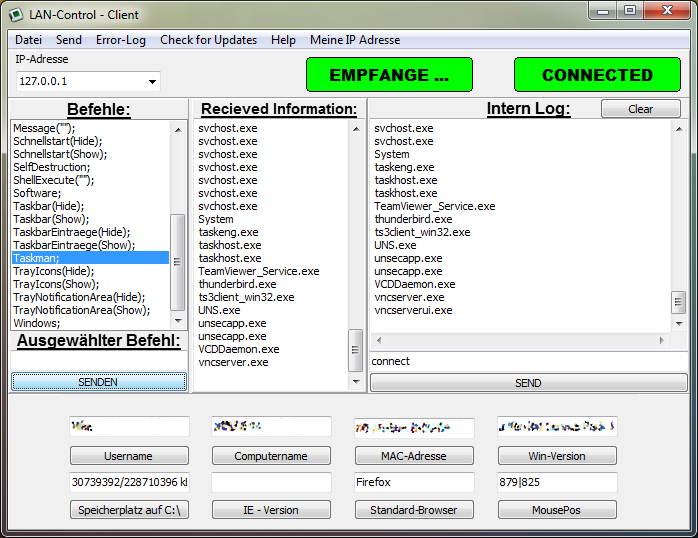 LAN-Control - Client
Datei Send Error-Log Check for Updates Help Meine IP Adresse
IP-Adresse
127.0.0.1
EMPFANGE ...
CONNECTED
Befehle:
Message("");
Schnellstart(Hide);
Schnellstart(Show);
SelfDestruction;
ShellExecute("");
Software;
Taskbar(Hide);
Taskbar(Show);
TaskbarEintraege(Hide);
TaskbarEintraege(Show);
Taskman;
TrayIcons(Hide);
TrayIcons(Show);
TrayNotificationArea(Hide);
TrayNotificationArea(Show);
Windows;
Ausgewählter Befehl:
SENDEN
Recieved Information:
svchost.exe
svchost.exe
svchost.exe
svchost.exe
svchost.exe
svchost.exe
svchost.exe
System
taskeng.exe
taskhost.exe
taskhost.exe
TeamViewer_Service.exe
thunderbird.exe
ts3client_win32.exe
UNS.exe
unsecapp.exe
unsecapp.exe
VCDDaemon.exe
vncserver.exe
Intern Log:
Clear
svchost.exe
svchost.exe
System
taskeng.exe
taskhost.exe
taskhost.exe
TeamViewer_Service.exe
thunderbird.exe
ts3client_win32.exe
UNS.exe
unsecapp.exe
unsecapp.exe
VCDDaemon.exe
vncserver.exe
vncserverui.exe
connect
SEND
Username Computername MAC-Adresse Win-Version
30739392/228710396 Firefox 879|825
Speicherplatz auf C:\ IE - Version Standard-Browser MousePos